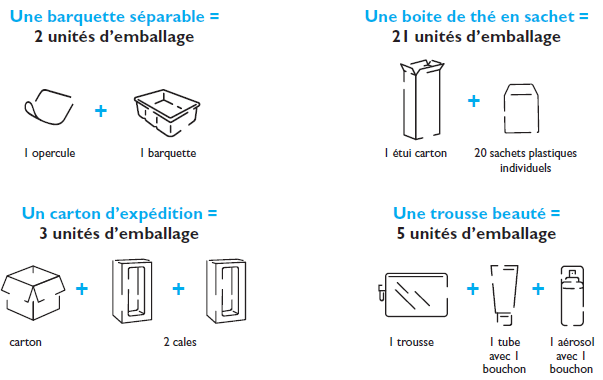 Une barquette séparable =
2 unités d'emballage
+
1 opercule
1 barquette
Une boite de thé en sachet =
21 unités d'emballage
+
1 étui carton
20 sachets plastiques
individuels
Un carton d'expédition =
3 unités d'emballage
+
+
carton
2 cales
Une trousse beauté =
5 unités d'emballage
+
+
1 trousse
1 tube
avec 1
bouchon
1 aérosol
avec 1
bouchon